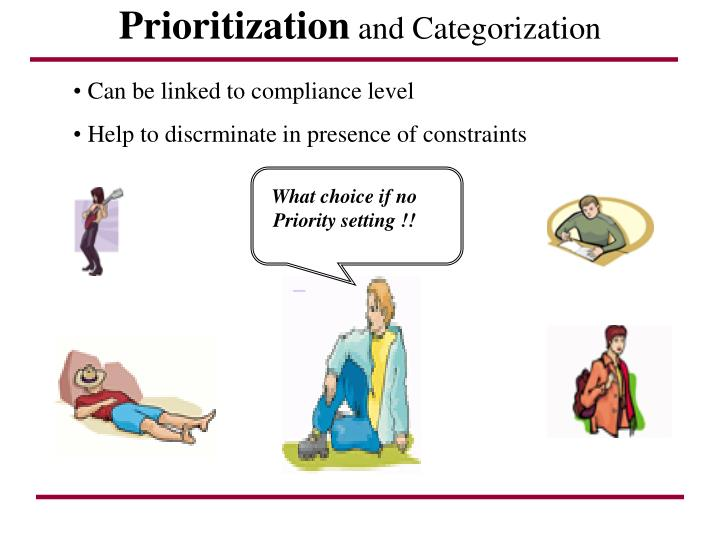 Prioritization and Categorization
• Can be linked to compliance level
• Help to discrminate in presence of constraints
What choice if no
Priority setting !!